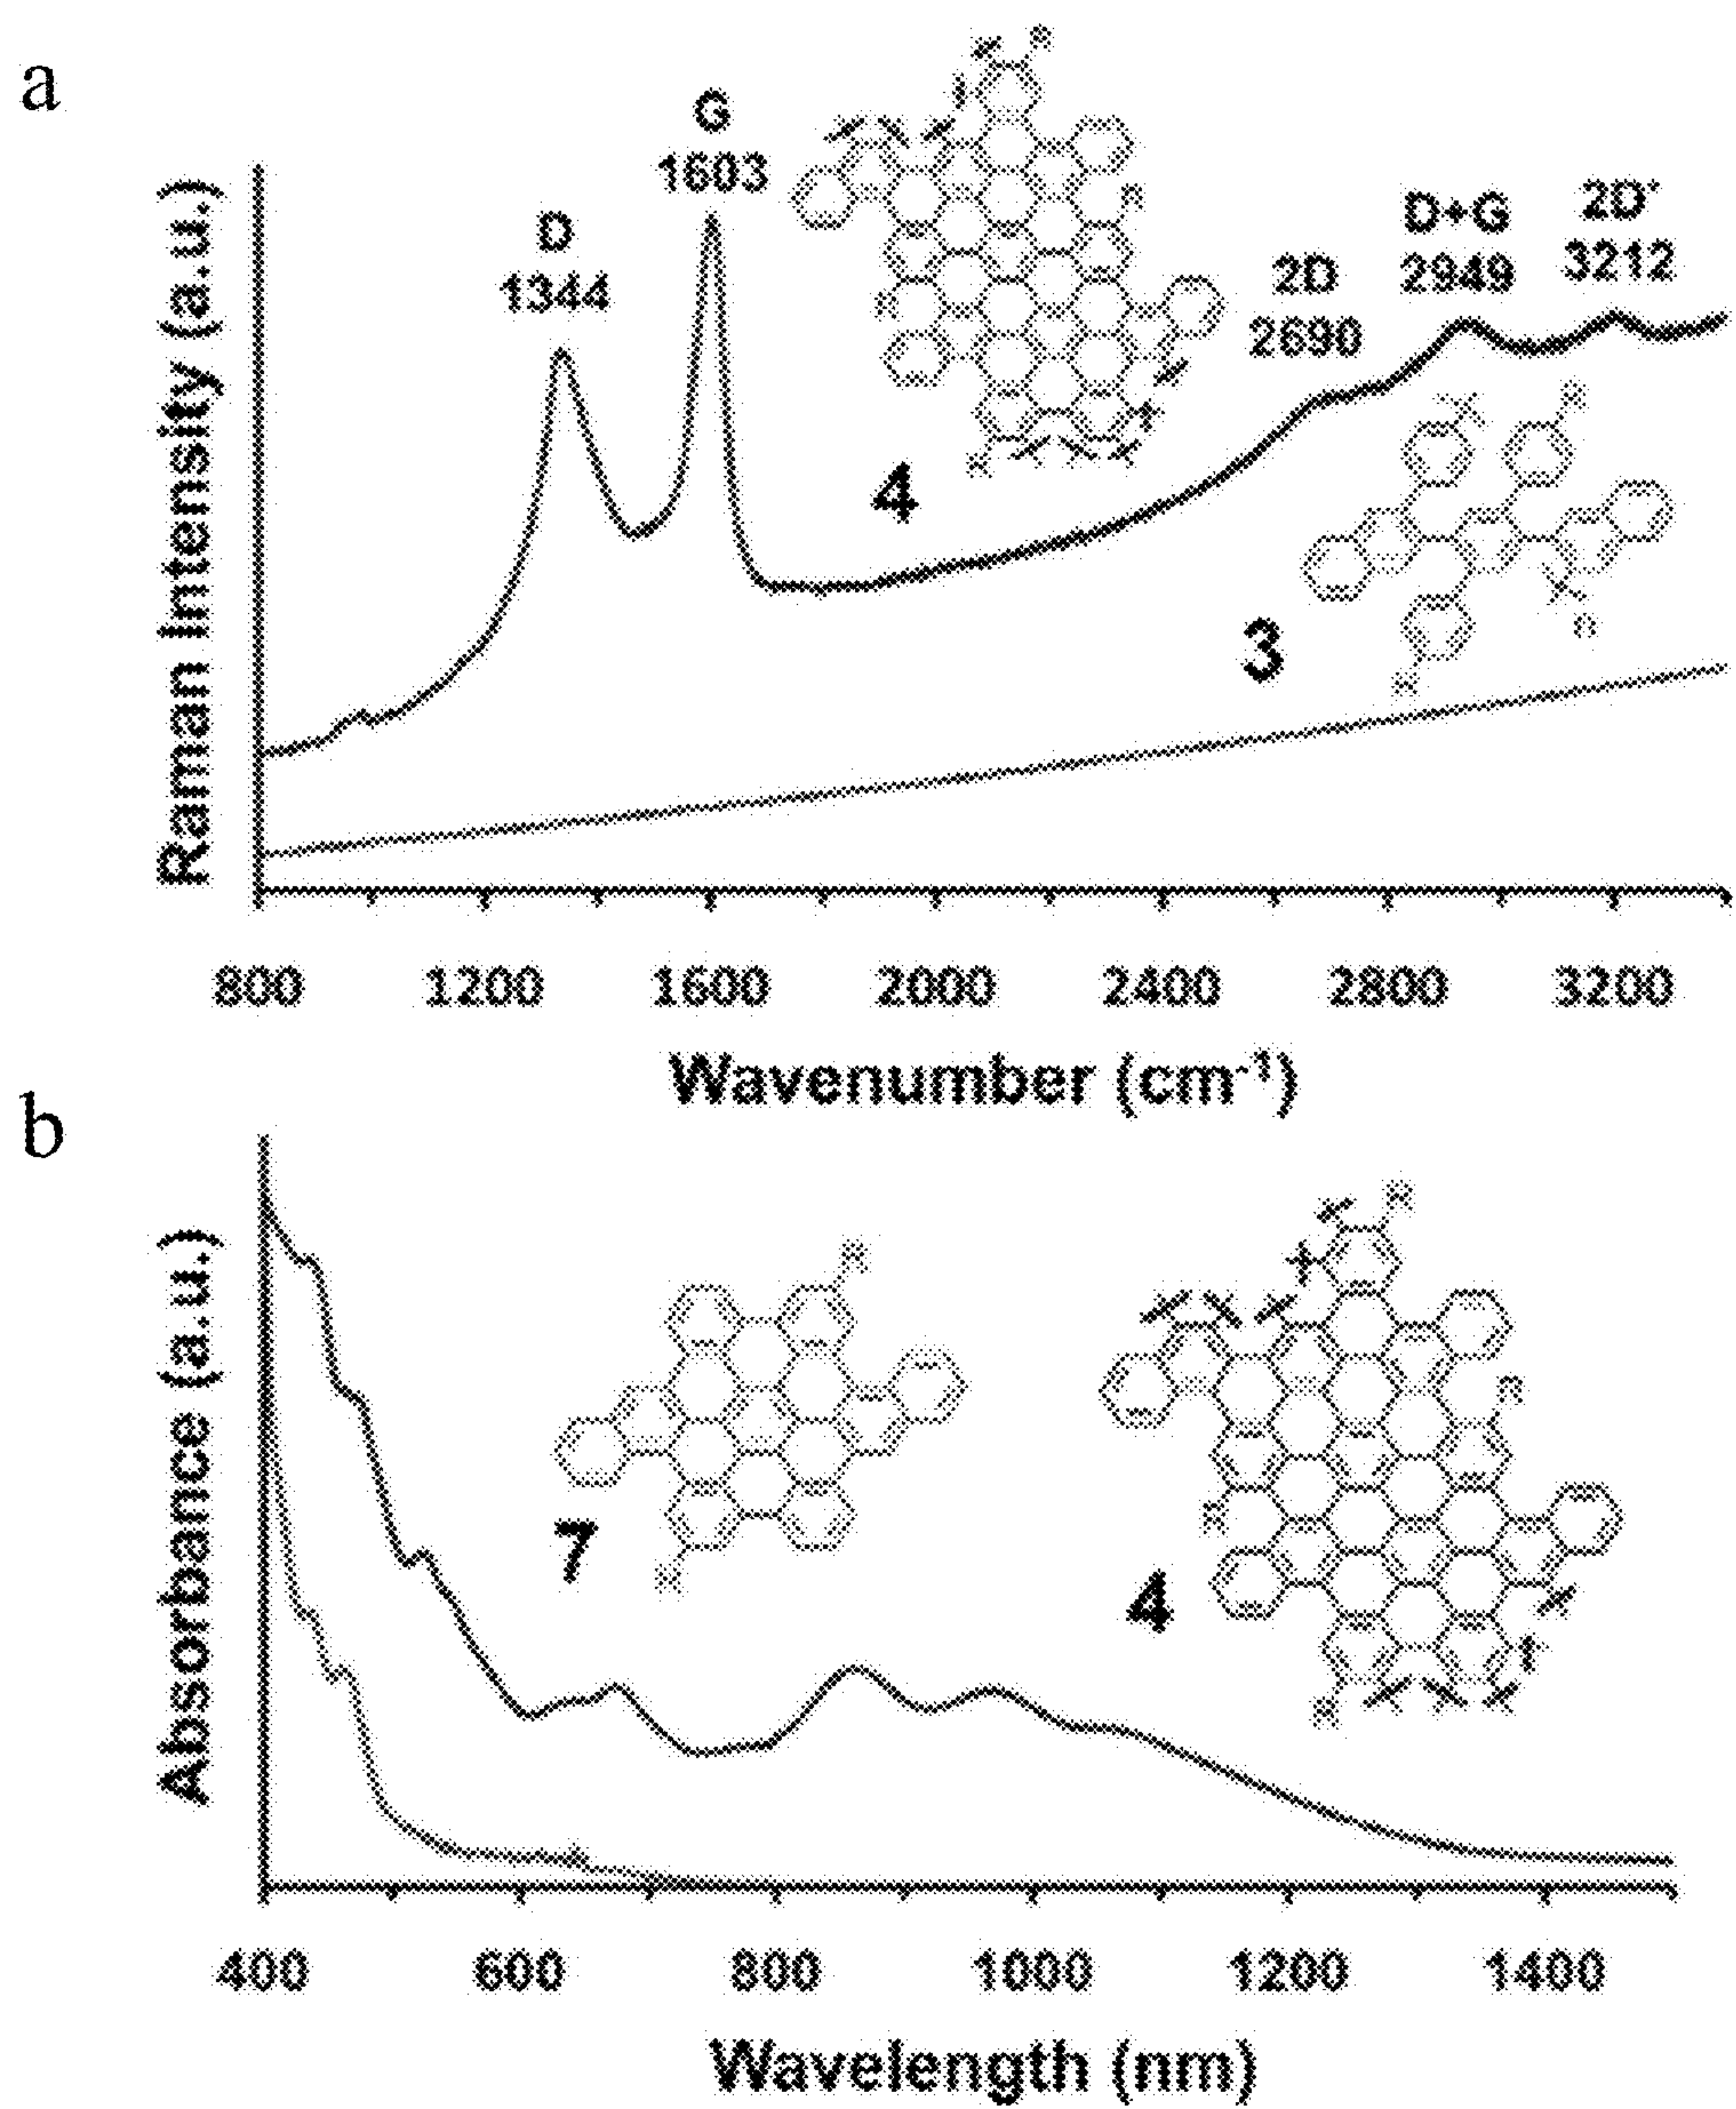 a
G
1603
D
1344
D+G
2949
2D'
3212
2D
2690
R
R
R
R
4
R
R
R
3
Raman Intensity (a.u.)
800 1200 1600 2000 2400 2800 3200
Wavenumber (cm-1)
b
R
R
7
R
R
R
R
4
Absorbance (a.u.)
400 600 800 1000 1200 1400
Wavelength (nm)